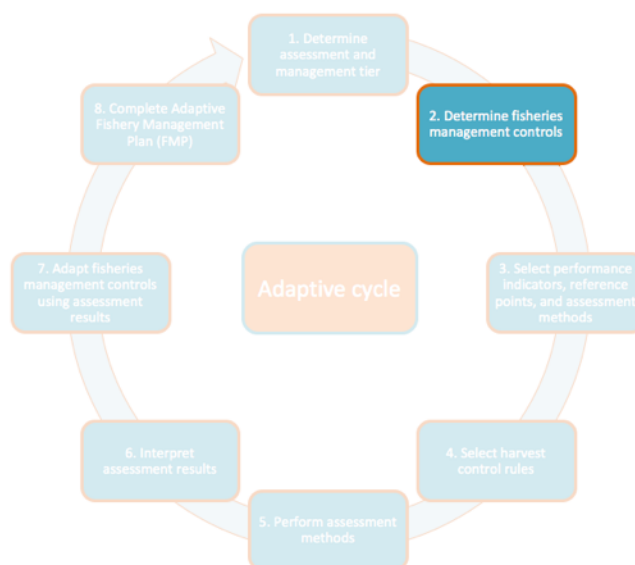 1. Determine
assessment and
management tier
2. Determine fisheries
management controls
3. Select performance
indicators, reference
points, and assessment
methods
4. Select harvest
control rules
5. Perform assessment
methods
6. Interpret
assessment results
7. Adapt fisheries
management controls
using assessment
results
8. Complete Adaptive
Fishery Management
Plan (FMP)
Adaptive cycle